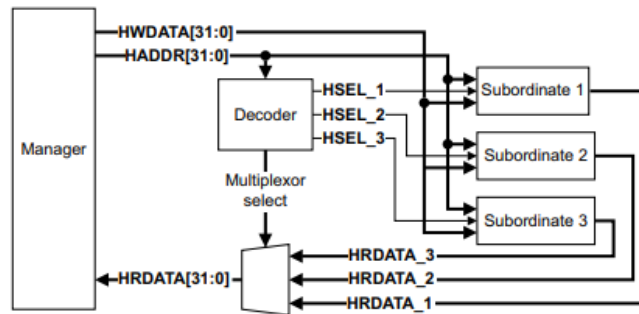 HWDATA[31:0]
HADDR[31:0]
Manager
Decoder
HSEL_1
HSEL_2
HSEL_3
Subordinate 1
Subordinate 2
Subordinate 3
Multiplexor
select
HRDATA_3
HRDATA[31:0]
HRDATA_2
HRDATA_1